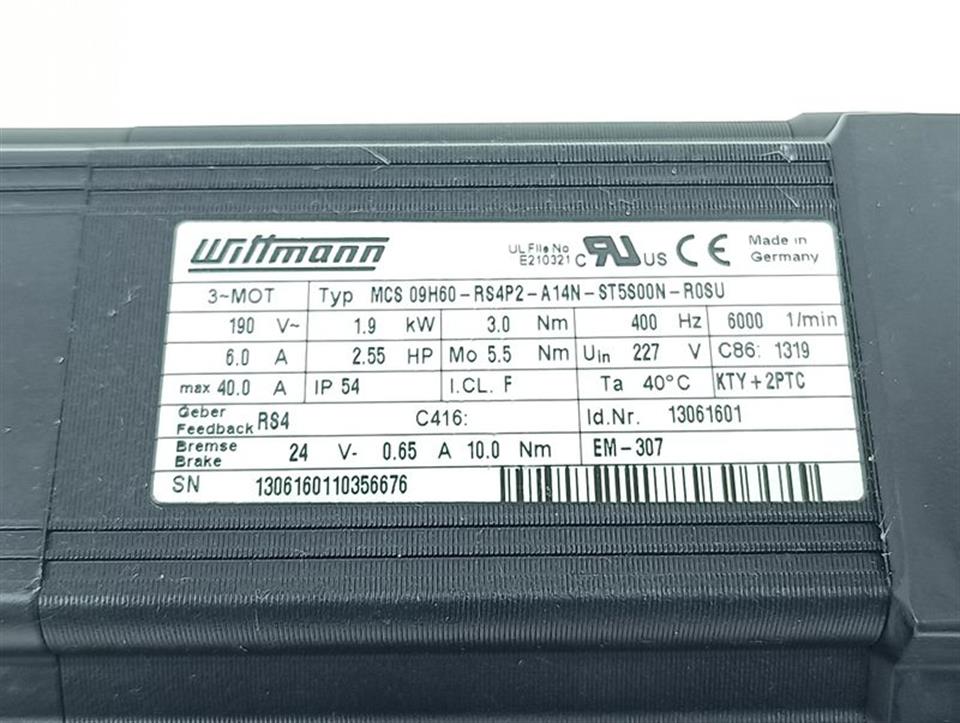 Wittmann UL File No E210321 c RU US CE Made in Germany
3~MOT Typ MCS 09H60-RS4P2-A14N-ST5S00N-R0SU
190 V~ 1.9 kW 3.0 Nm 400 Hz 6000 1/min
6.0 A 2.55 HP Mo 5.5 Nm Uin 227 V C86: 1319
max 40.0 A IP 54 I.CL. F Ta 40°C KTY+2PTC
Geber Feedback RS4 C416: Id.Nr. 13061601
Bremse Brake 24 V- 0.65 A 10.0 Nm EM-307
SN 1306160110356676